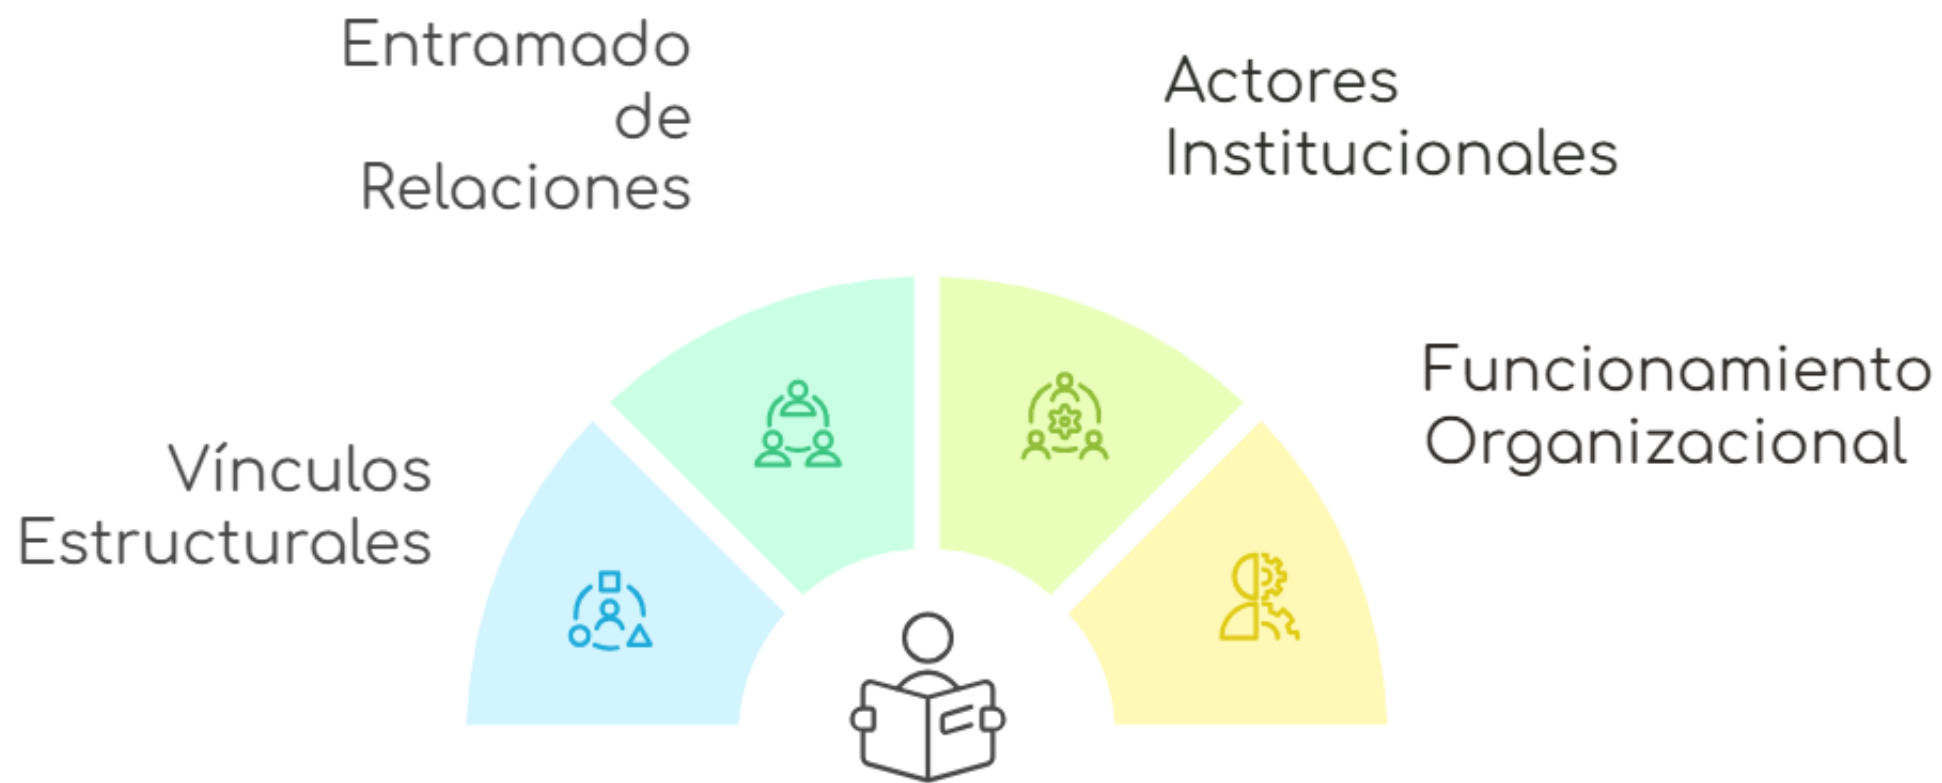 Entramado
de
Relaciones
Actores
Institucionales
Vínculos
Estructurales
Funcionamiento
Organizacional